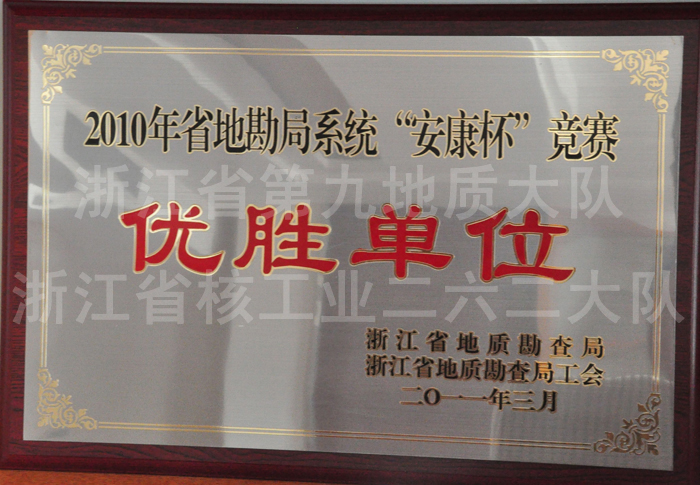 2010年省地勘局系统“安康杯”竞赛
浙江省第九地质大队
优胜单位
浙江省核工业二六二大队
浙江省地质勘查局
浙江省地质勘查局工会
二〇一一年三月